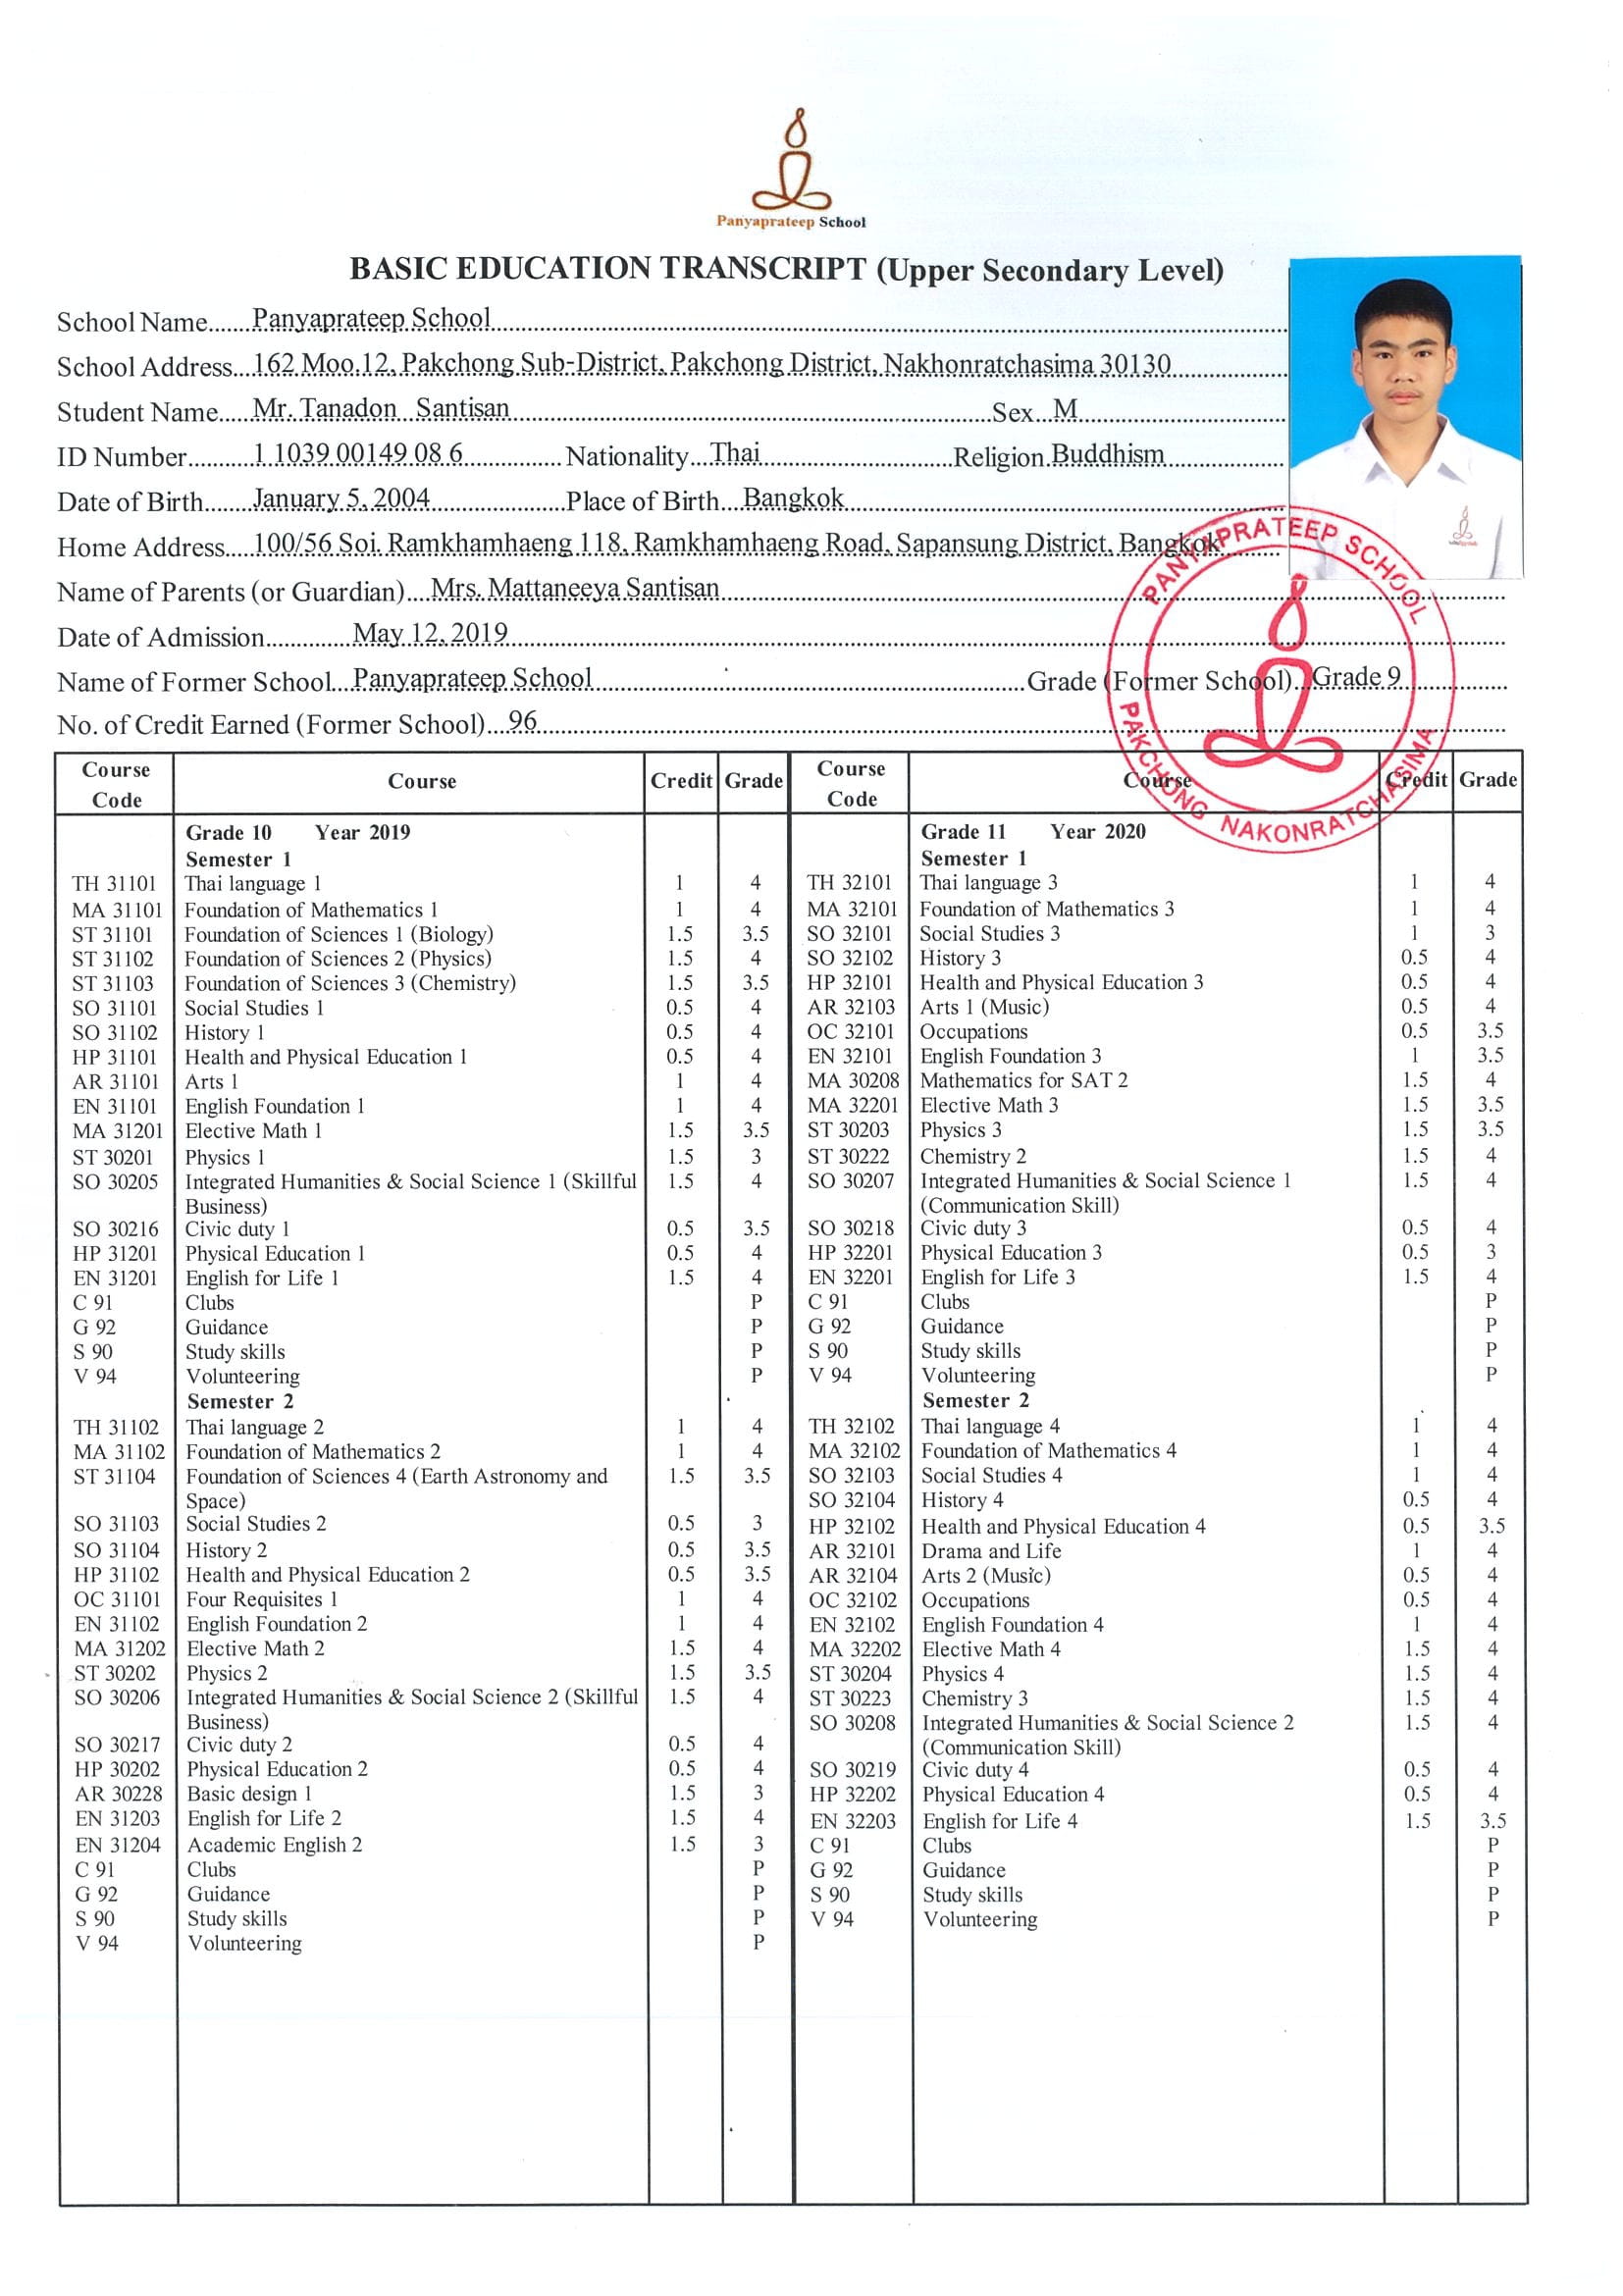 Panyaprateep School
BASIC EDUCATION TRANSCRIPT (Upper Secondary Level)
School Name.......Panyaprateep School
School Address...162 Moo.12, Pakchong Sub-District, Pakchong District, Nakhonratchasima 30130
Student Name.....Mr. Tanadon Santisan Sex...M
ID Number..........1 1039 00149 08 6 Nationality...Thai Religion.Buddhism
Date of Birth.......January 5, 2004 Place of Birth...Bangkok
Home Address....100/56 Soi. Ramkhamhaeng 118, Ramkhamhaeng Road, Sapansung District, Bangkok
Name of Parents (or Guardian)....Mrs. Mattaneeya Santisan
Date of Admission............May 12, 2019
Name of Former School...Panyaprateep School Grade (Former School)...Grade 9
No. of Credit Earned (Former School)...96
PANYAPRATEEP SCHOOL
PAKCHONG NAKONRATCHASIMA
Course Code Course Credit Grade Course Code Course Credit Grade
Grade 10 Year 2019
Semester 1
TH 31101 Thai language 1 1 4
MA 31101 Foundation of Mathematics 1 1 4
ST 31101 Foundation of Sciences 1 (Biology) 1.5 3.5
ST 31102 Foundation of Sciences 2 (Physics) 1.5 4
ST 31103 Foundation of Sciences 3 (Chemistry) 1.5 3.5
SO 31101 Social Studies 1 0.5 4
SO 31102 History 1 0.5 4
HP 31101 Health and Physical Education 1 0.5 4
AR 31101 Arts 1 1 4
EN 31101 English Foundation 1 1 4
MA 31201 Elective Math 1 1.5 3.5
ST 30201 Physics 1 1.5 3
SO 30205 Integrated Humanities & Social Science 1 (Skillful 1.5 4
Business)
SO 30216 Civic duty 1 0.5 3.5
HP 31201 Physical Education 1 0.5 4
EN 31201 English for Life 1 1.5 4
C 91 Clubs P
G 92 Guidance P
S 90 Study skills P
V 94 Volunteering P
Semester 2
TH 31102 Thai language 2 1 4
MA 31102 Foundation of Mathematics 2 1 4
ST 31104 Foundation of Sciences 4 (Earth Astronomy and 1.5 3.5
Space)
SO 31103 Social Studies 2 0.5 3
SO 31104 History 2 0.5 3.5
HP 31102 Health and Physical Education 2 0.5 3.5
OC 31101 Four Requisites 1 1 4
EN 31102 English Foundation 2 1 4
MA 31202 Elective Math 2 1.5 4
ST 30202 Physics 2 1.5 3.5
SO 30206 Integrated Humanities & Social Science 2 (Skillful 1.5 4
Business)
SO 30217 Civic duty 2 0.5 4
HP 30202 Physical Education 2 0.5 4
AR 30228 Basic design 1 1.5 3
EN 31203 English for Life 2 1.5 4
EN 31204 Academic English 2 1.5 3
C 91 Clubs P
G 92 Guidance P
S 90 Study skills P
V 94 Volunteering P
Grade 11 Year 2020
Semester 1
TH 32101 Thai language 3 1 4
MA 32101 Foundation of Mathematics 3 1 4
SO 32101 Social Studies 3 1 3
SO 32102 History 3 0.5 4
HP 32101 Health and Physical Education 3 0.5 4
AR 32103 Arts 1 (Music) 0.5 4
OC 32101 Occupations 0.5 3.5
EN 32101 English Foundation 3 1 3.5
MA 30208 Mathematics for SAT 2 1.5 4
MA 32201 Elective Math 3 1.5 3.5
ST 30203 Physics 3 1.5 3.5
ST 30222 Chemistry 2 1.5 4
SO 30207 Integrated Humanities & Social Science 1 1.5 4
(Communication Skill)
SO 30218 Civic duty 3 0.5 4
HP 32201 Physical Education 3 0.5 3
EN 32201 English for Life 3 1.5 4
C 91 Clubs P
G 92 Guidance P
S 90 Study skills P
V 94 Volunteering P
Semester 2
TH 32102 Thai language 4 1 4
MA 32102 Foundation of Mathematics 4 1 4
SO 32103 Social Studies 4 1 4
SO 32104 History 4 0.5 4
HP 32102 Health and Physical Education 4 0.5 3.5
AR 32101 Drama and Life 1 4
AR 32104 Arts 2 (Music) 0.5 4
OC 32102 Occupations 0.5 4
EN 32102 English Foundation 4 1 4
MA 32202 Elective Math 4 1.5 4
ST 30204 Physics 4 1.5 4
ST 30223 Chemistry 3 1.5 4
SO 30208 Integrated Humanities & Social Science 2 1.5 4
(Communication Skill)
SO 30219 Civic duty 4 0.5 4
HP 32202 Physical Education 4 0.5 4
EN 32203 English for Life 4 1.5 3.5
C 91 Clubs P
G 92 Guidance P
S 90 Study skills P
V 94 Volunteering P